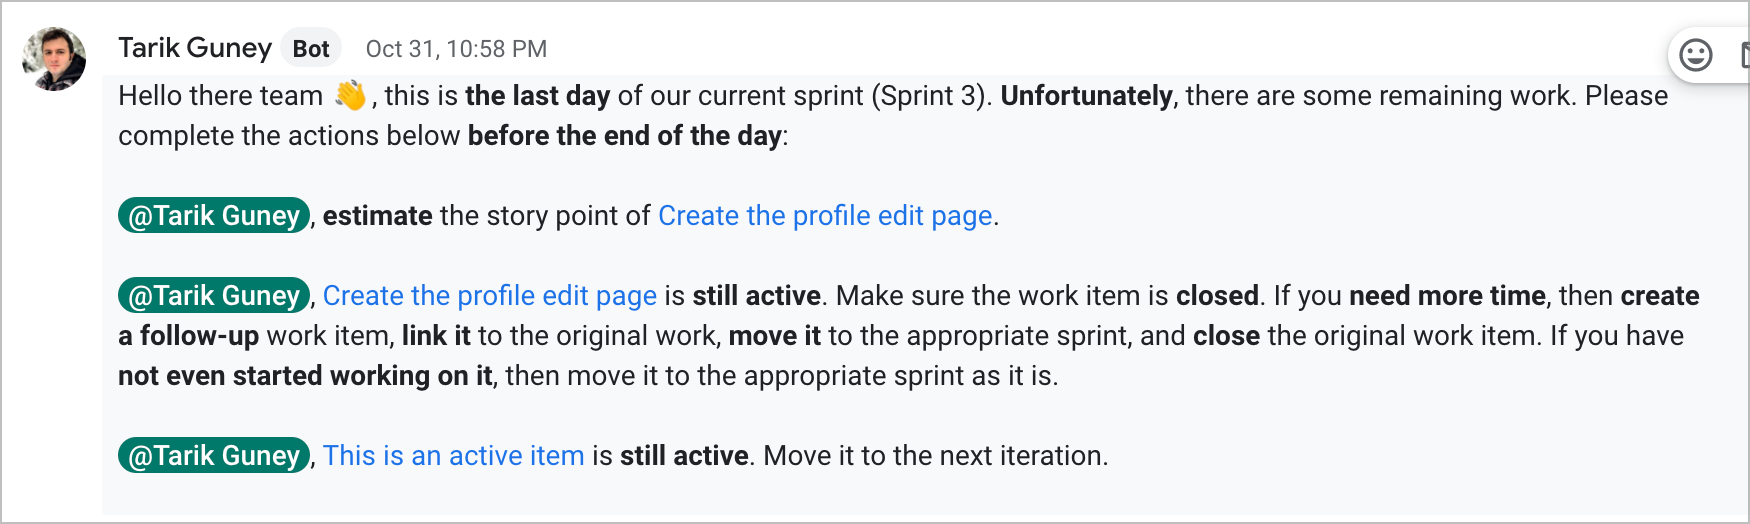 Tarik Guney Bot Oct 31, 10:58 PM
Hello there team 👋, this is the last day of our current sprint (Sprint 3). Unfortunately, there are some remaining work. Please
complete the actions below before the end of the day:
@Tarik Guney, estimate the story point of Create the profile edit page.
@Tarik Guney, Create the profile edit page is still active. Make sure the work item is closed. If you need more time, then create
a follow-up work item, link it to the original work, move it to the appropriate sprint, and close the original work item. If you have
not even started working on it, then move it to the appropriate sprint as it is.
@Tarik Guney, This is an active item is still active. Move it to the next iteration.